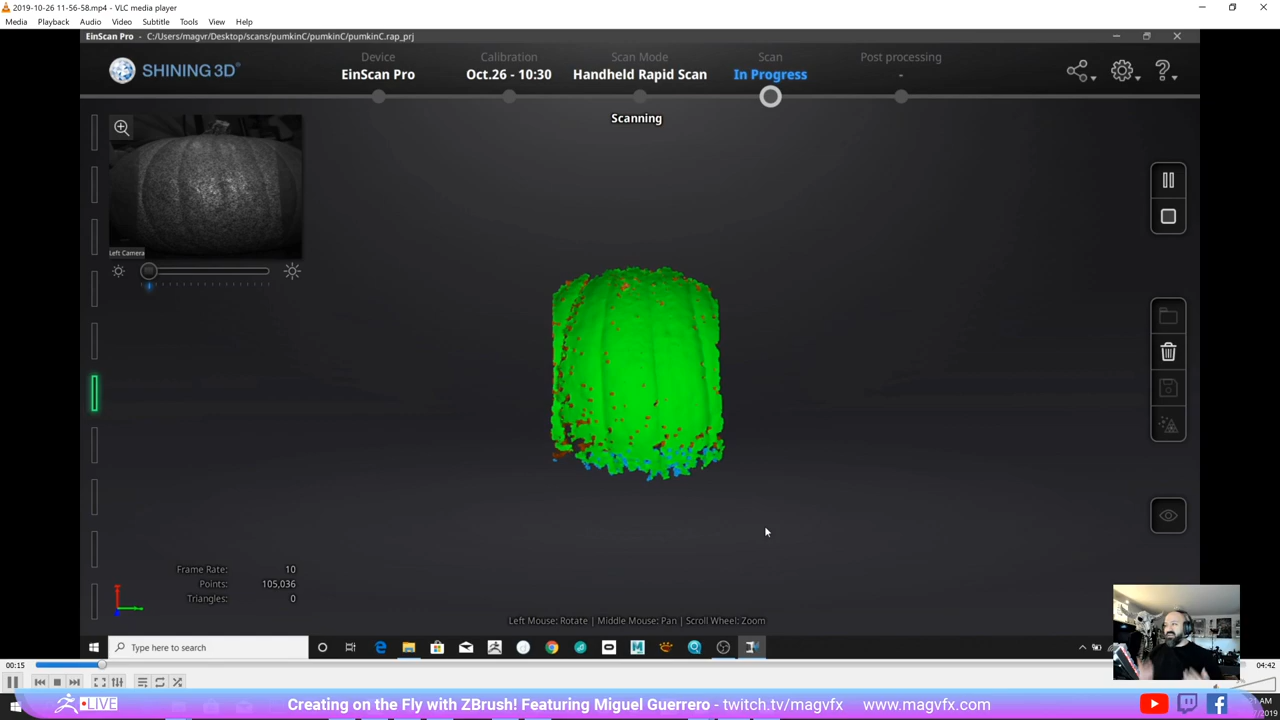 2019-10-26 11-56-58.mp4 - VLC media player
Media Playback Audio Video Subtitle Tools View Help
EinScan Pro - C:/Users/magvr/Desktop/scans/pumkinC/pumkinC/pumkinC.rap_prj
SHINING 3D®
Device
EinScan Pro
Calibration
Oct.26 - 10:30
Scan Mode
Handheld Rapid Scan
Scan
In Progress
Post processing
-
Scanning
Left Camera
Frame Rate: 10
Points: 105,036
Triangles: 0
Left Mouse: Rotate | Middle Mouse: Pan | Scroll Wheel: Zoom
Type here to search
00:15
04:42
LIVE
Creating on the Fly with ZBrush! Featuring Miguel Guerrero - twitch.tv/magvfx www.magvfx.com